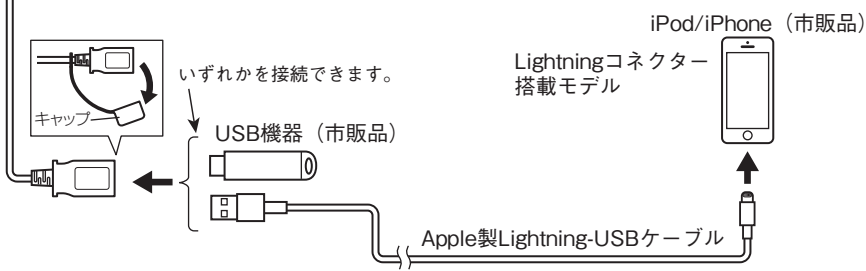 iPod/iPhone（市販品）
Lightningコネクター
搭載モデル
いずれかを接続できます。
キャップ
USB機器（市販品）
Apple製Lightning-USBケーブル